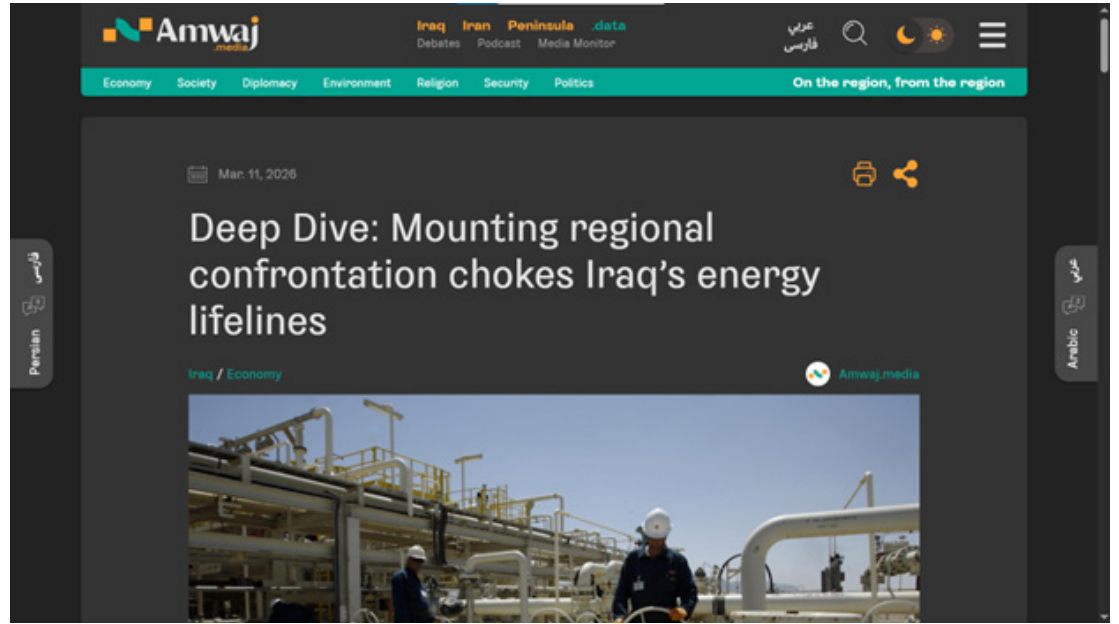 Amwaj
.media
Iraq Iran Peninsula .data
Debates Podcast Media Monitor
عربي
فارسی
Economy Society Diplomacy Environment Religion Security Politics
On the region, from the region
Mar. 11, 2026
Deep Dive: Mounting regional
confrontation chokes Iraq’s energy
lifelines
Iraq / Economy
Amwaj.media
فارسی
Persian
عربي
Arabic